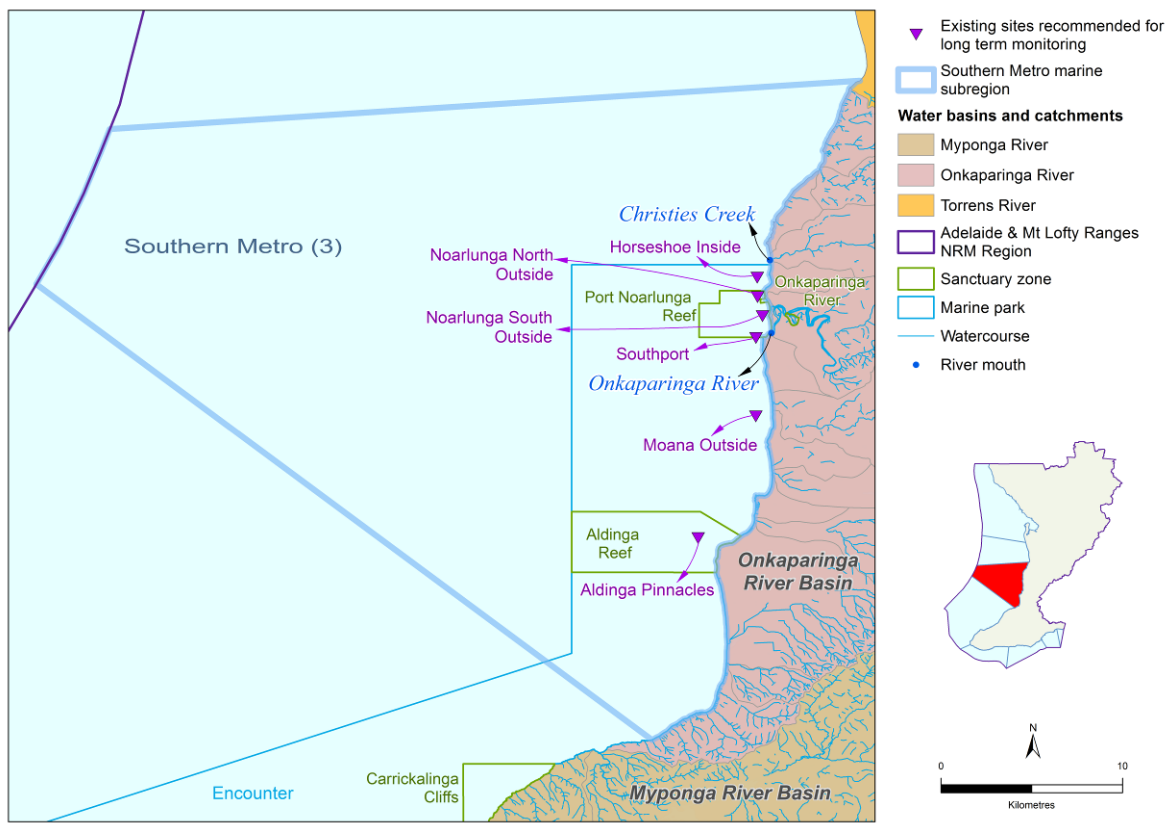 Southern Metro (3)
Christies Creek
Noarlunga North
Outside
Horseshoe Inside
Port Noarlunga
Reef
Onkaparinga
River
Noarlunga South
Outside
Southport
Onkaparinga River
Moana Outside
Aldinga
Reef
Aldinga Pinnacles
Onkaparinga
River Basin
Carrickalinga
Cliffs
Encounter
Myponga River Basin
Existing sites recommended for
long term monitoring
Southern Metro marine
subregion
Water basins and catchments
Myponga River
Onkaparinga River
Torrens River
Adelaide & Mt Lofty Ranges
NRM Region
Sanctuary zone
Marine park
Watercourse
River mouth
N
0 10
Kilometres